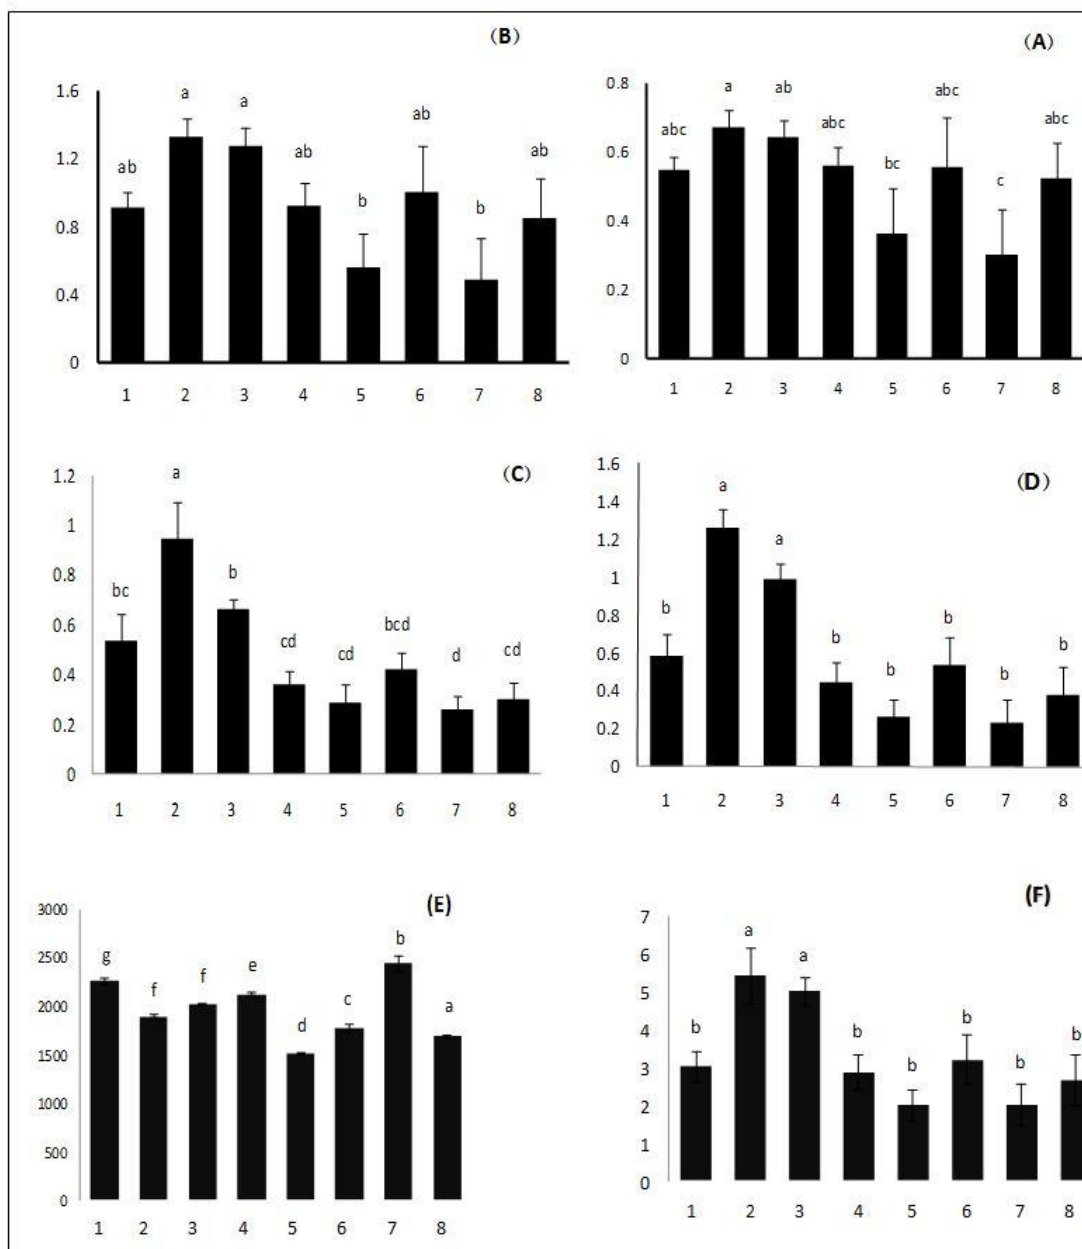 (B)
1.6
1.2
0.8
0.4
0
ab
a
a
ab
b
ab
b
ab
1 2 3 4 5 6 7 8
(A)
0.8
0.6
0.4
0.2
0
abc
a
ab
abc
bc
abc
c
abc
1 2 3 4 5 6 7 8
(C)
1.2
1
0.8
0.6
0.4
0.2
0
bc
a
b
cd
cd
bcd
d
cd
1 2 3 4 5 6 7 8
(D)
1.6
1.4
1.2
1
0.8
0.6
0.4
0.2
0
b
a
a
b
b
b
b
b
1 2 3 4 5 6 7 8
(E)
3000
2500
2000
1500
1000
500
0
g
f
f
e
d
c
b
a
1 2 3 4 5 6 7 8
(F)
7
6
5
4
3
2
1
0
b
a
a
b
b
b
b
b
1 2 3 4 5 6 7 8